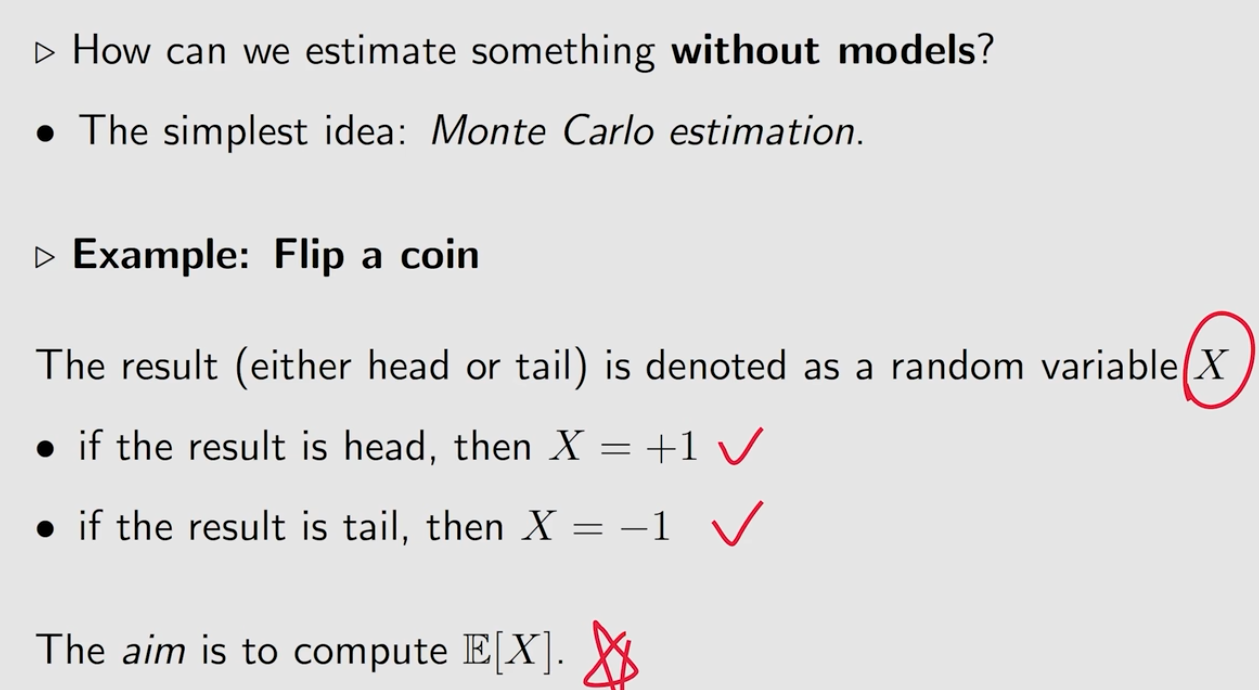 ▷ How can we estimate something without models?
• The simplest idea: Monte Carlo estimation.
▷ Example: Flip a coin
The result (either head or tail) is denoted as a random variable X
• if the result is head, then X = +1
• if the result is tail, then X = −1
The aim is to compute 𝔼[X].